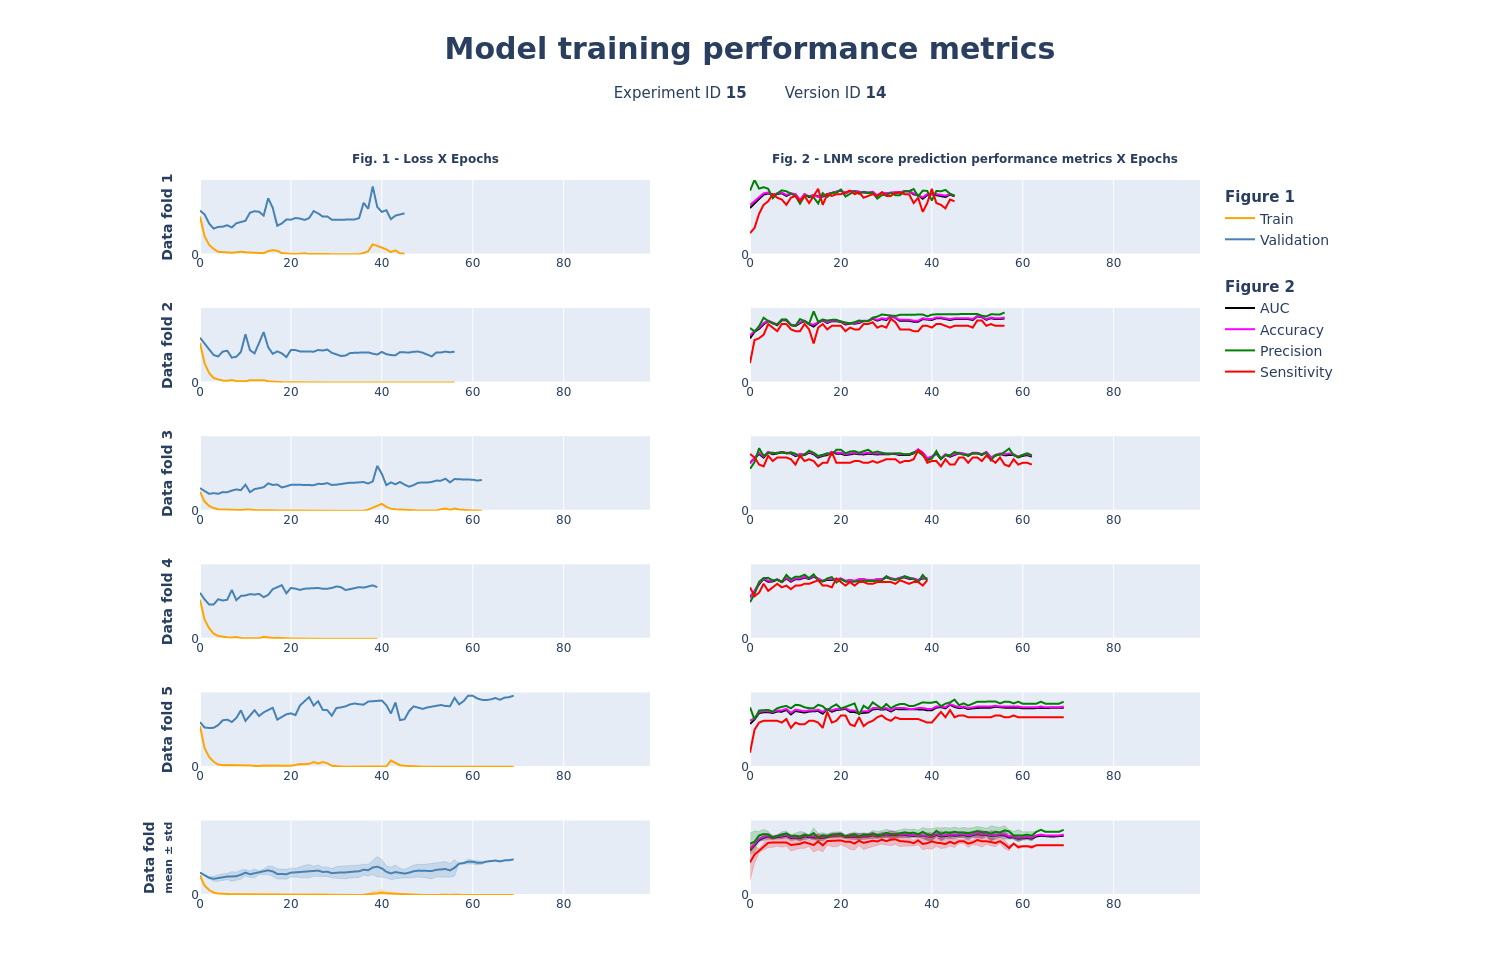 Model training performance metrics
Experiment ID 15 Version ID 14
Fig. 1 - Loss X Epochs
Fig. 2 - LNM score prediction performance metrics X Epochs
Data fold 1
0
0 20 40 60 80
0
0 20 40 60 80
Figure 1
Train
Validation
Figure 2
AUC
Accuracy
Precision
Sensitivity
Data fold 2
0
0 20 40 60 80
0
0 20 40 60 80
Data fold 3
0
0 20 40 60 80
0
0 20 40 60 80
Data fold 4
0
0 20 40 60 80
0
0 20 40 60 80
Data fold 5
0
0 20 40 60 80
0
0 20 40 60 80
Data fold
mean ± std
0
0 20 40 60 80
0
0 20 40 60 80